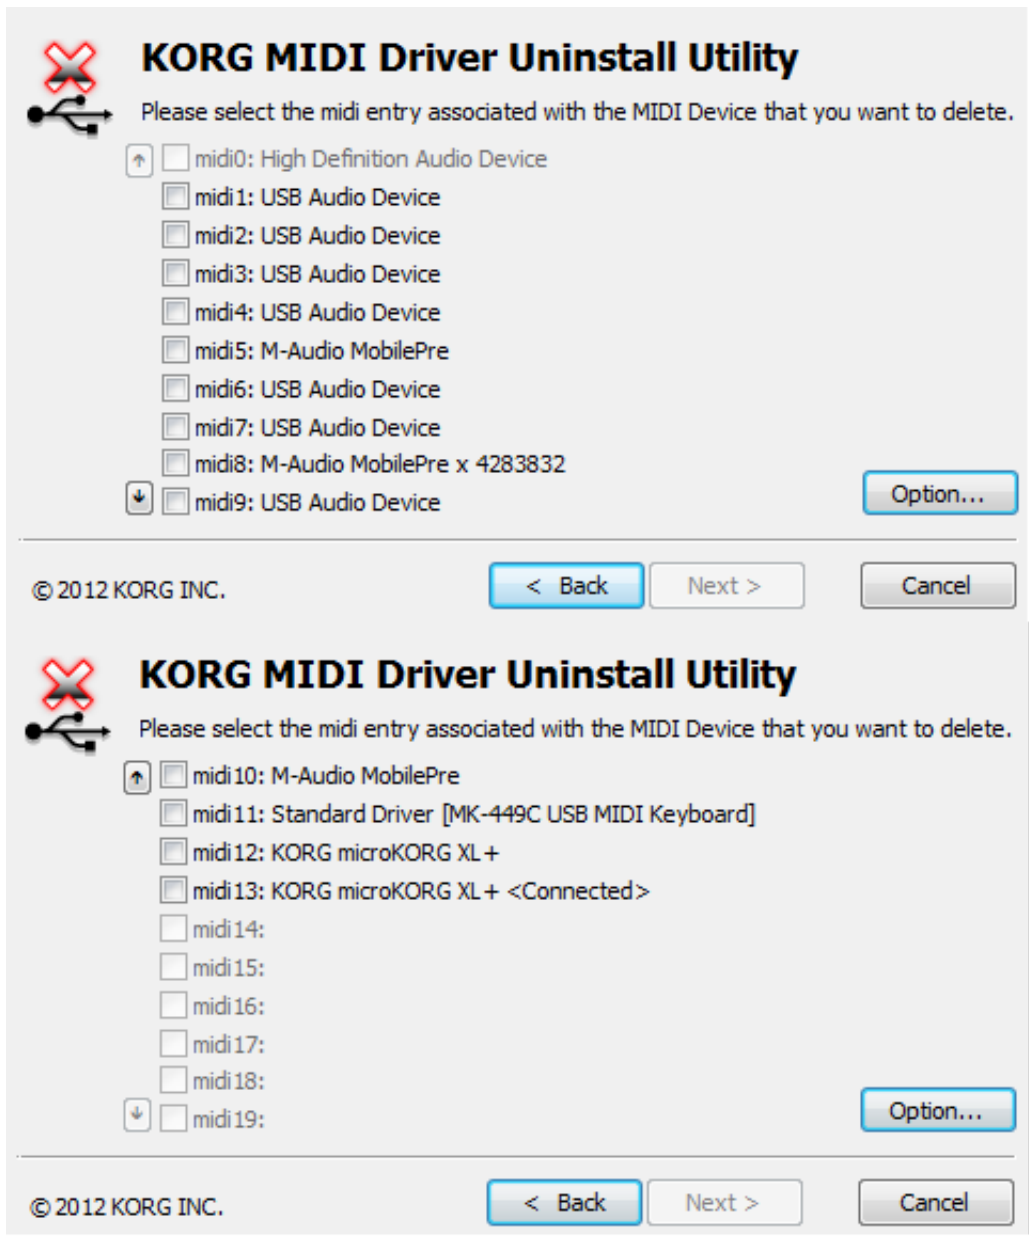 KORG MIDI Driver Uninstall Utility
Please select the midi entry associated with the MIDI Device that you want to delete.
midi0: High Definition Audio Device
midi1: USB Audio Device
midi2: USB Audio Device
midi3: USB Audio Device
midi4: USB Audio Device
midi5: M-Audio MobilePre
midi6: USB Audio Device
midi7: USB Audio Device
midi8: M-Audio MobilePre x 4283832
midi9: USB Audio Device
Option...
© 2012 KORG INC.
< Back
Next >
Cancel
KORG MIDI Driver Uninstall Utility
Please select the midi entry associated with the MIDI Device that you want to delete.
midi10: M-Audio MobilePre
midi11: Standard Driver [MK-449C USB MIDI Keyboard]
midi12: KORG microKORG XL+
midi13: KORG microKORG XL+ <Connected>
midi14:
midi15:
midi16:
midi17:
midi18:
midi19:
Option...
© 2012 KORG INC.
< Back
Next >
Cancel